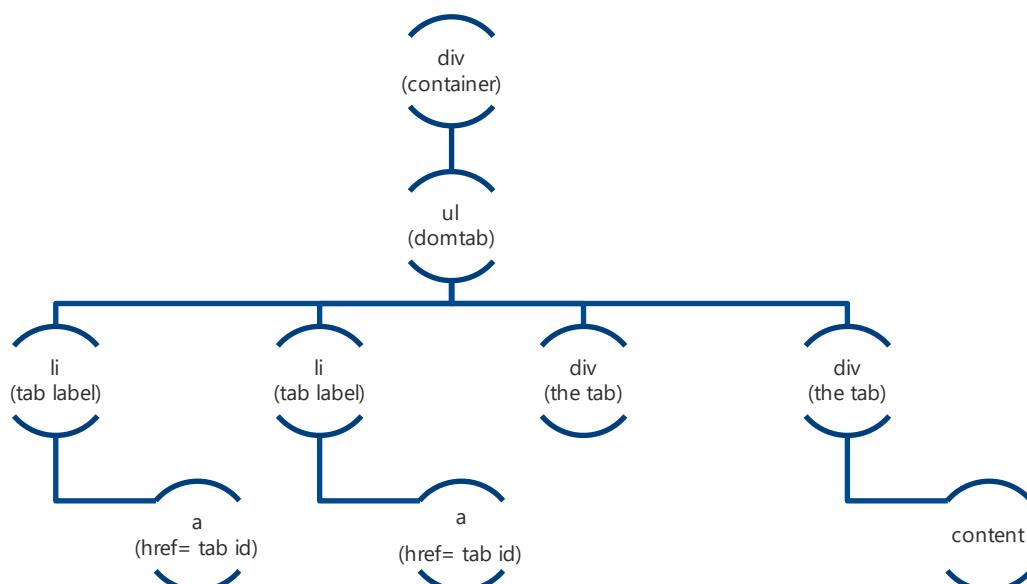 div
(container)
ul
(domtab)
li
(tab label)
li
(tab label)
div
(the tab)
div
(the tab)
a
(href= tab id)
a
(href= tab id)
content